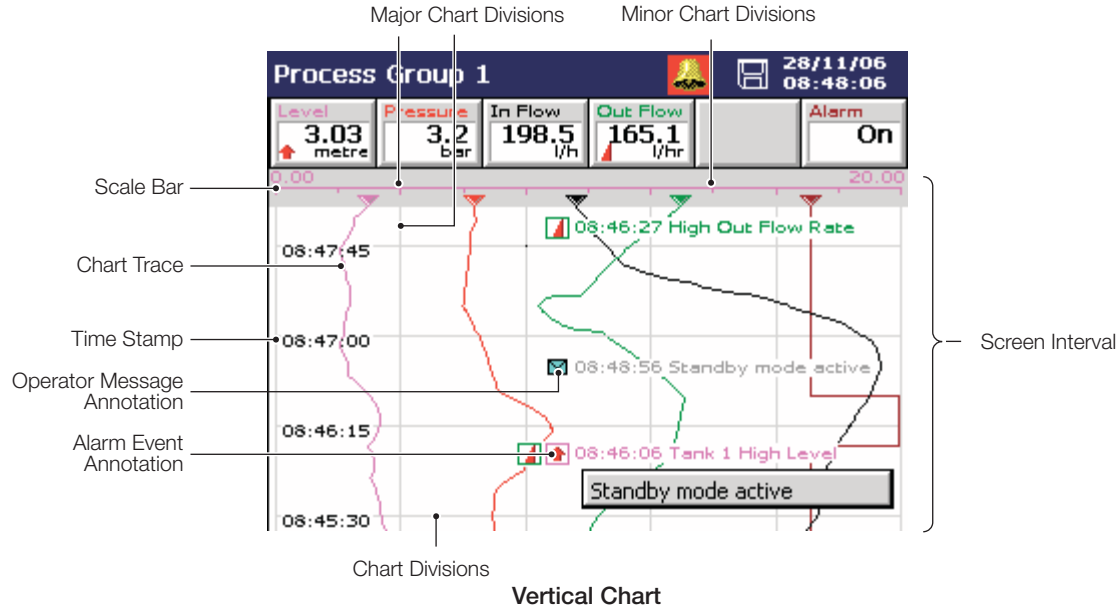 Major Chart Divisions
Minor Chart Divisions
Process Group 1
28/11/06
08:48:06
Level
3.03
metre
Pressure
3.2
bar
In Flow
198.5
l/h
Out Flow
165.1
l/hr
Alarm
On
Scale Bar
0.00
20.00
08:46:27 High Out Flow Rate
08:47:45
Chart Trace
Time Stamp
08:47:00
Screen Interval
08:48:56 Standby mode active
Operator Message
Annotation
08:46:15
Alarm Event
Annotation
08:46:06 Tank 1 High Level
Standby mode active
08:45:30
Chart Divisions
Vertical Chart